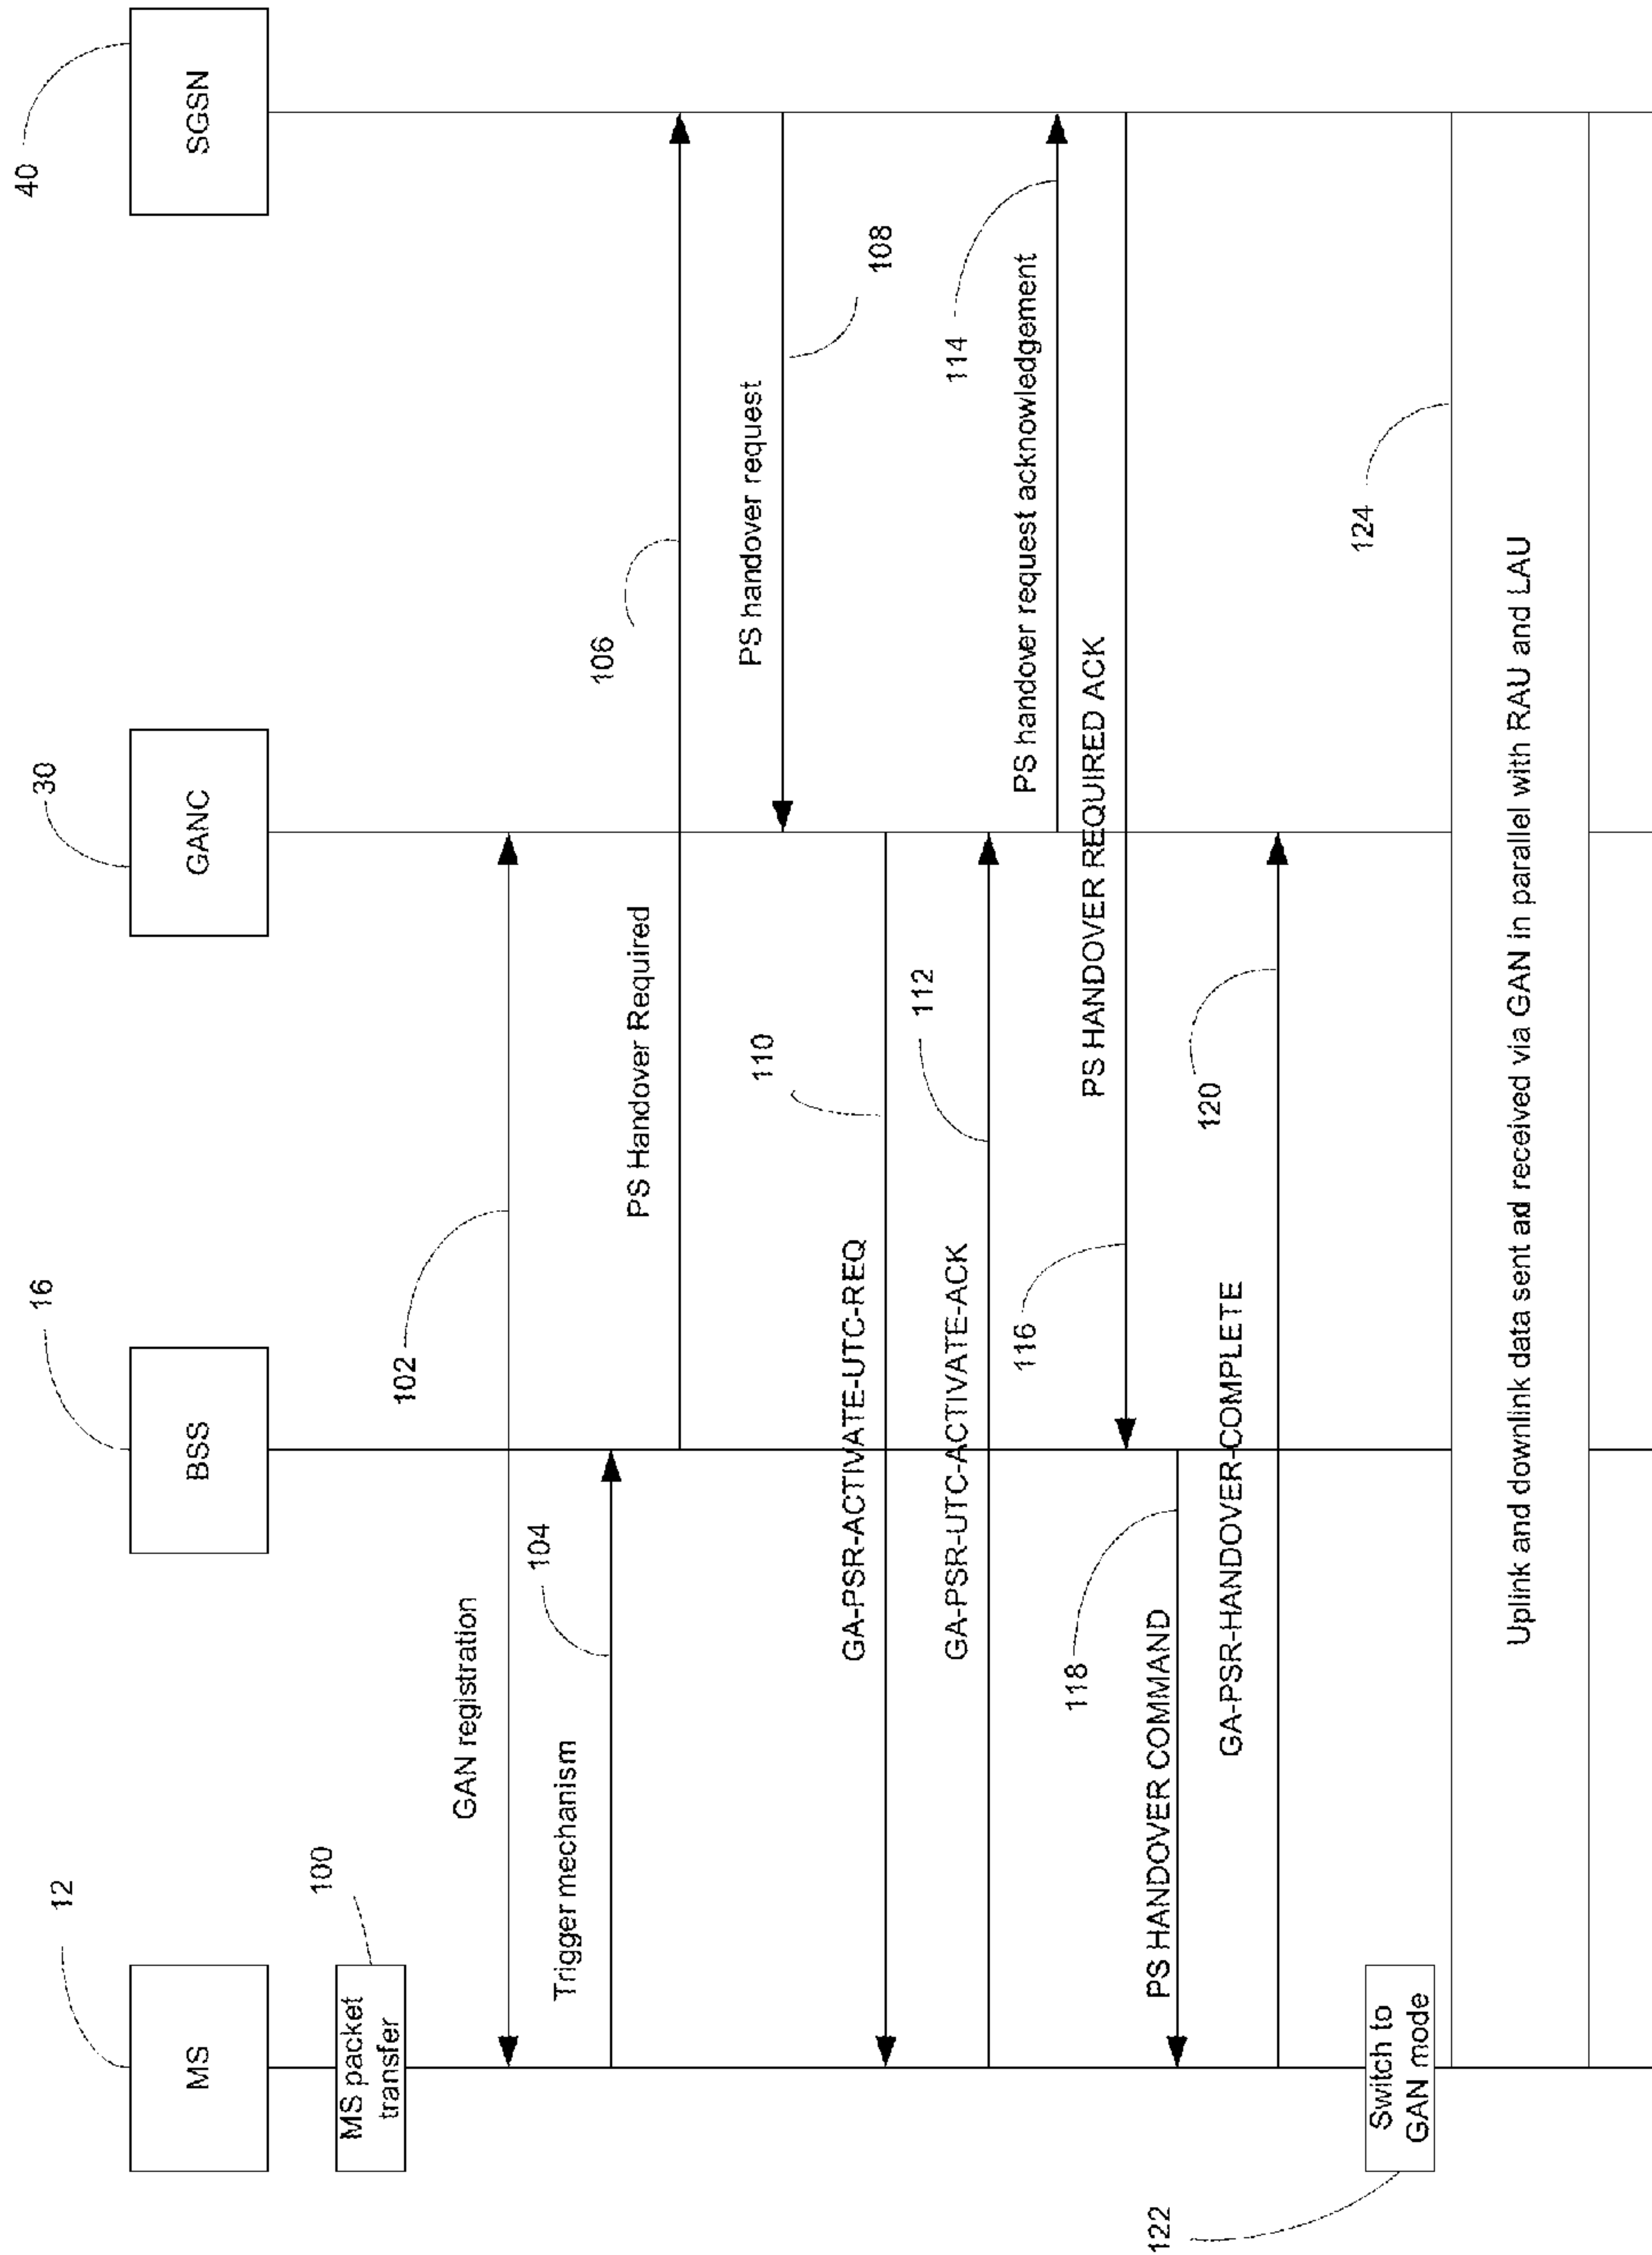 12
16
30
40
MS
BSS
GANC
SGSN
MS packet
transfer
100
GAN registration
102
Trigger mechanism
104
PS Handover Required
106
PS handover request
108
GA-PSR-ACTIVATE-UTC-REQ
110
GA-PSR-UTC-ACTIVATE-ACK
112
PS handover request acknowledgement
114
PS HANDOVER REQUIRED ACK
116
PS HANDOVER COMMAND
118
GA-PSR-HANDOVER-COMPLETE
120
Switch to
GAN mode
122
124
Uplink and downlink data sent ad received via GAN in parallel with RAU and LAU